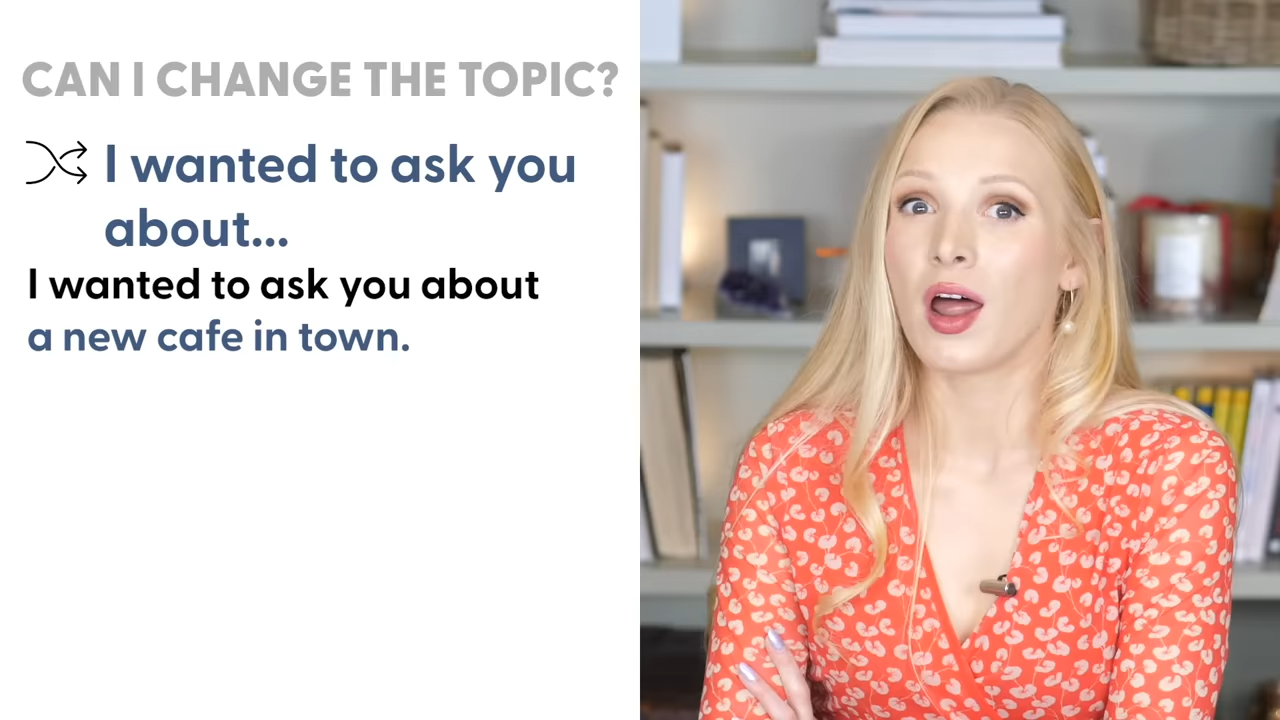 CAN I CHANGE THE TOPIC?
I wanted to ask you
about...
I wanted to ask you about
a new cafe in town.